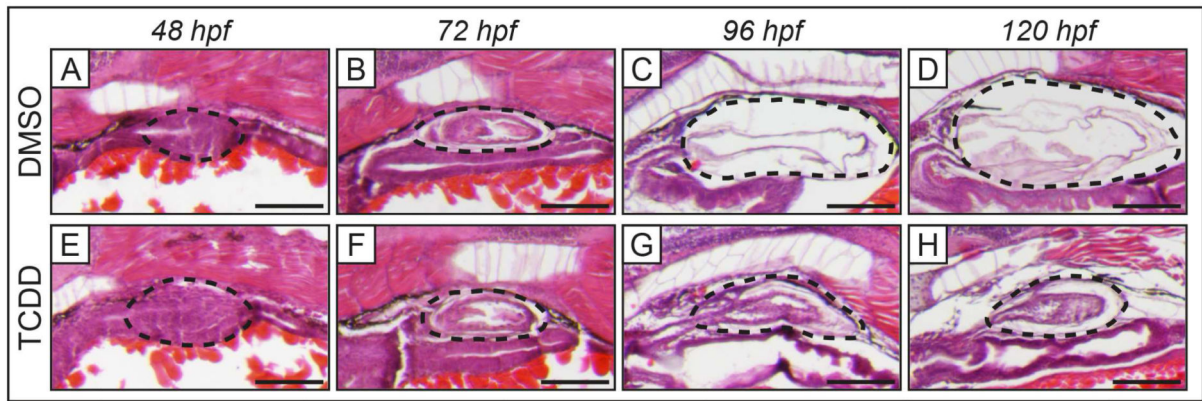 48 hpf 72 hpf 96 hpf 120 hpf
DMSO
A B C D
TCDD
E F G H